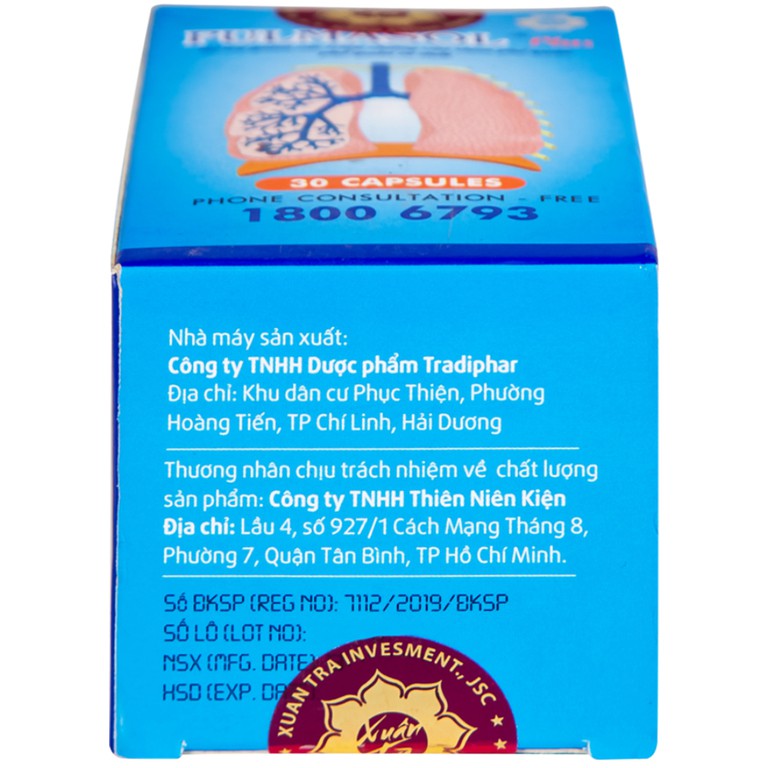 XUAN TRA
30 CAPSULES
PHONE CONSULTATION - FREE
1800 6793
Nhà máy sản xuất:
Công ty TNHH Dược phẩm Tradiphar
Địa chỉ: Khu dân cư Phục Thiện, Phường
Hoàng Tiến, TP Chí Linh, Hải Dương
Thương nhân chịu trách nhiệm về chất lượng
sản phẩm: Công ty TNHH Thiên Niên Kiện
Địa chỉ: Lầu 4, số 927/1 Cách Mạng Tháng 8,
Phường 7, Quận Tân Bình, TP Hồ Chí Minh.
Số ĐKSP (REG NO): 7112/2019/ĐKSP
SỐ LÔ (LOT NO):
NSX (MFG. DATE)
HSD (EXP.
XUAN TRA INVESMENT., JSC
Xuân